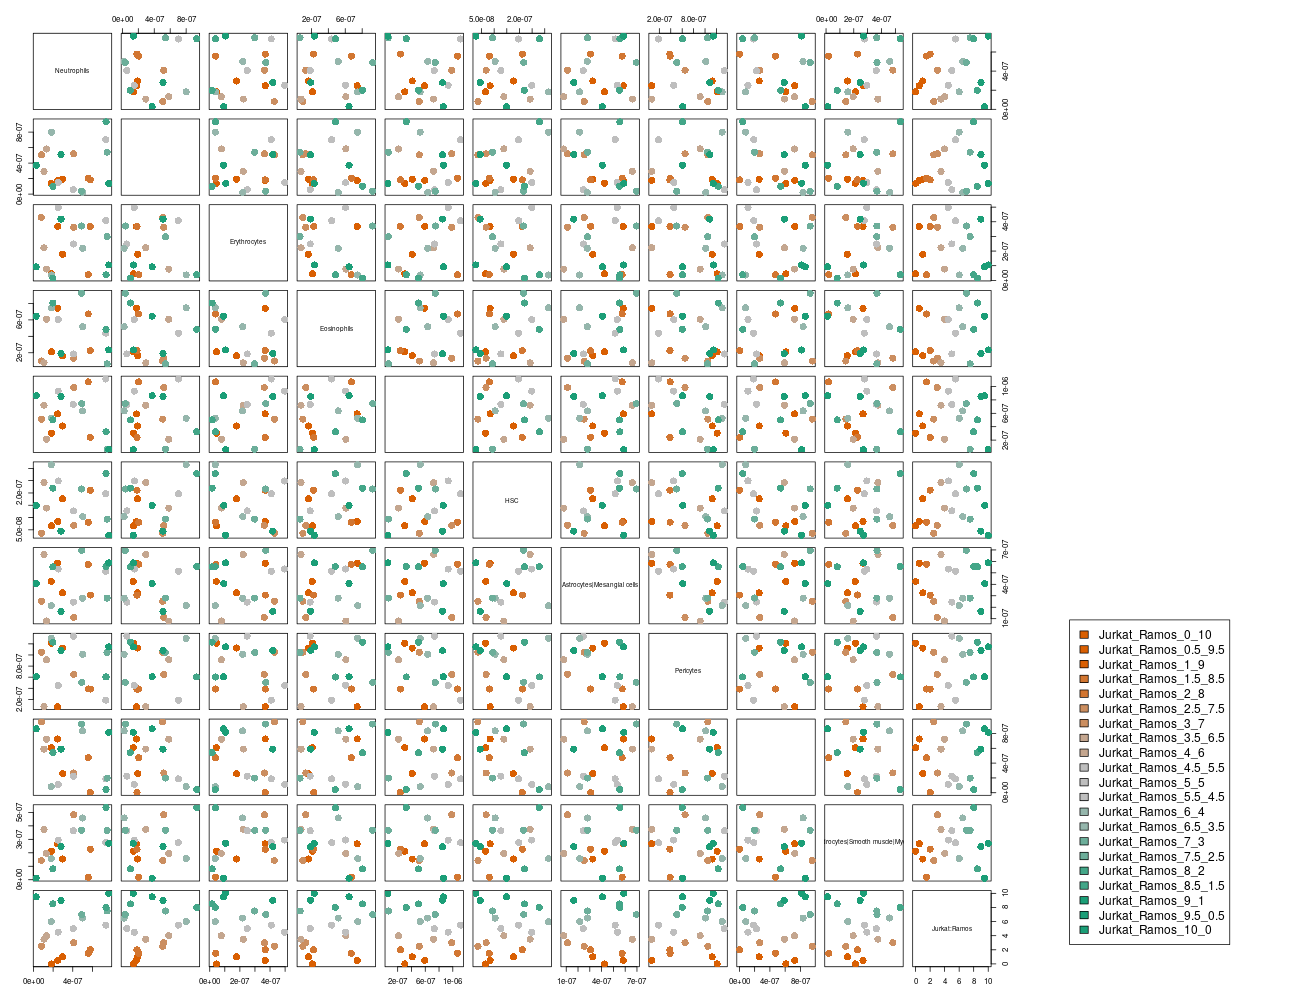 0e+00 4e-07 8e-07
2e-07 6e-07
5.0e-08 2.0e-07
2.0e-07 8.0e-07
0e+00 2e-07 4e-07
Neutrophils
0e+00 4e-07
0e+00 4e-07 8e-07
Erythrocytes
0e+00 2e-07 4e-07
2e-07 6e-07
Eosinophils
2e-07 6e-07 1e-06
5.0e-08 2.0e-07
HSC
Astrocytes|Mesangial cells
1e-07 4e-07 7e-07
2.0e-07 8.0e-07
Pericytes
0e+00 4e-07 8e-07
0e+00 3e-07 5e-07
rocytes|Smooth muscle|My
Jurkat:Ramos
0 2 4 6 8 10
0e+00 4e-07
0e+00 2e-07 4e-07
2e-07 6e-07 1e-06
1e-07 4e-07 7e-07
0e+00 4e-07 8e-07
0 2 4 6 8 10
Jurkat_Ramos_0_10
Jurkat_Ramos_0.5_9.5
Jurkat_Ramos_1_9
Jurkat_Ramos_1.5_8.5
Jurkat_Ramos_2_8
Jurkat_Ramos_2.5_7.5
Jurkat_Ramos_3_7
Jurkat_Ramos_3.5_6.5
Jurkat_Ramos_4_6
Jurkat_Ramos_4.5_5.5
Jurkat_Ramos_5_5
Jurkat_Ramos_5.5_4.5
Jurkat_Ramos_6_4
Jurkat_Ramos_6.5_3.5
Jurkat_Ramos_7_3
Jurkat_Ramos_7.5_2.5
Jurkat_Ramos_8_2
Jurkat_Ramos_8.5_1.5
Jurkat_Ramos_9_1
Jurkat_Ramos_9.5_0.5
Jurkat_Ramos_10_0